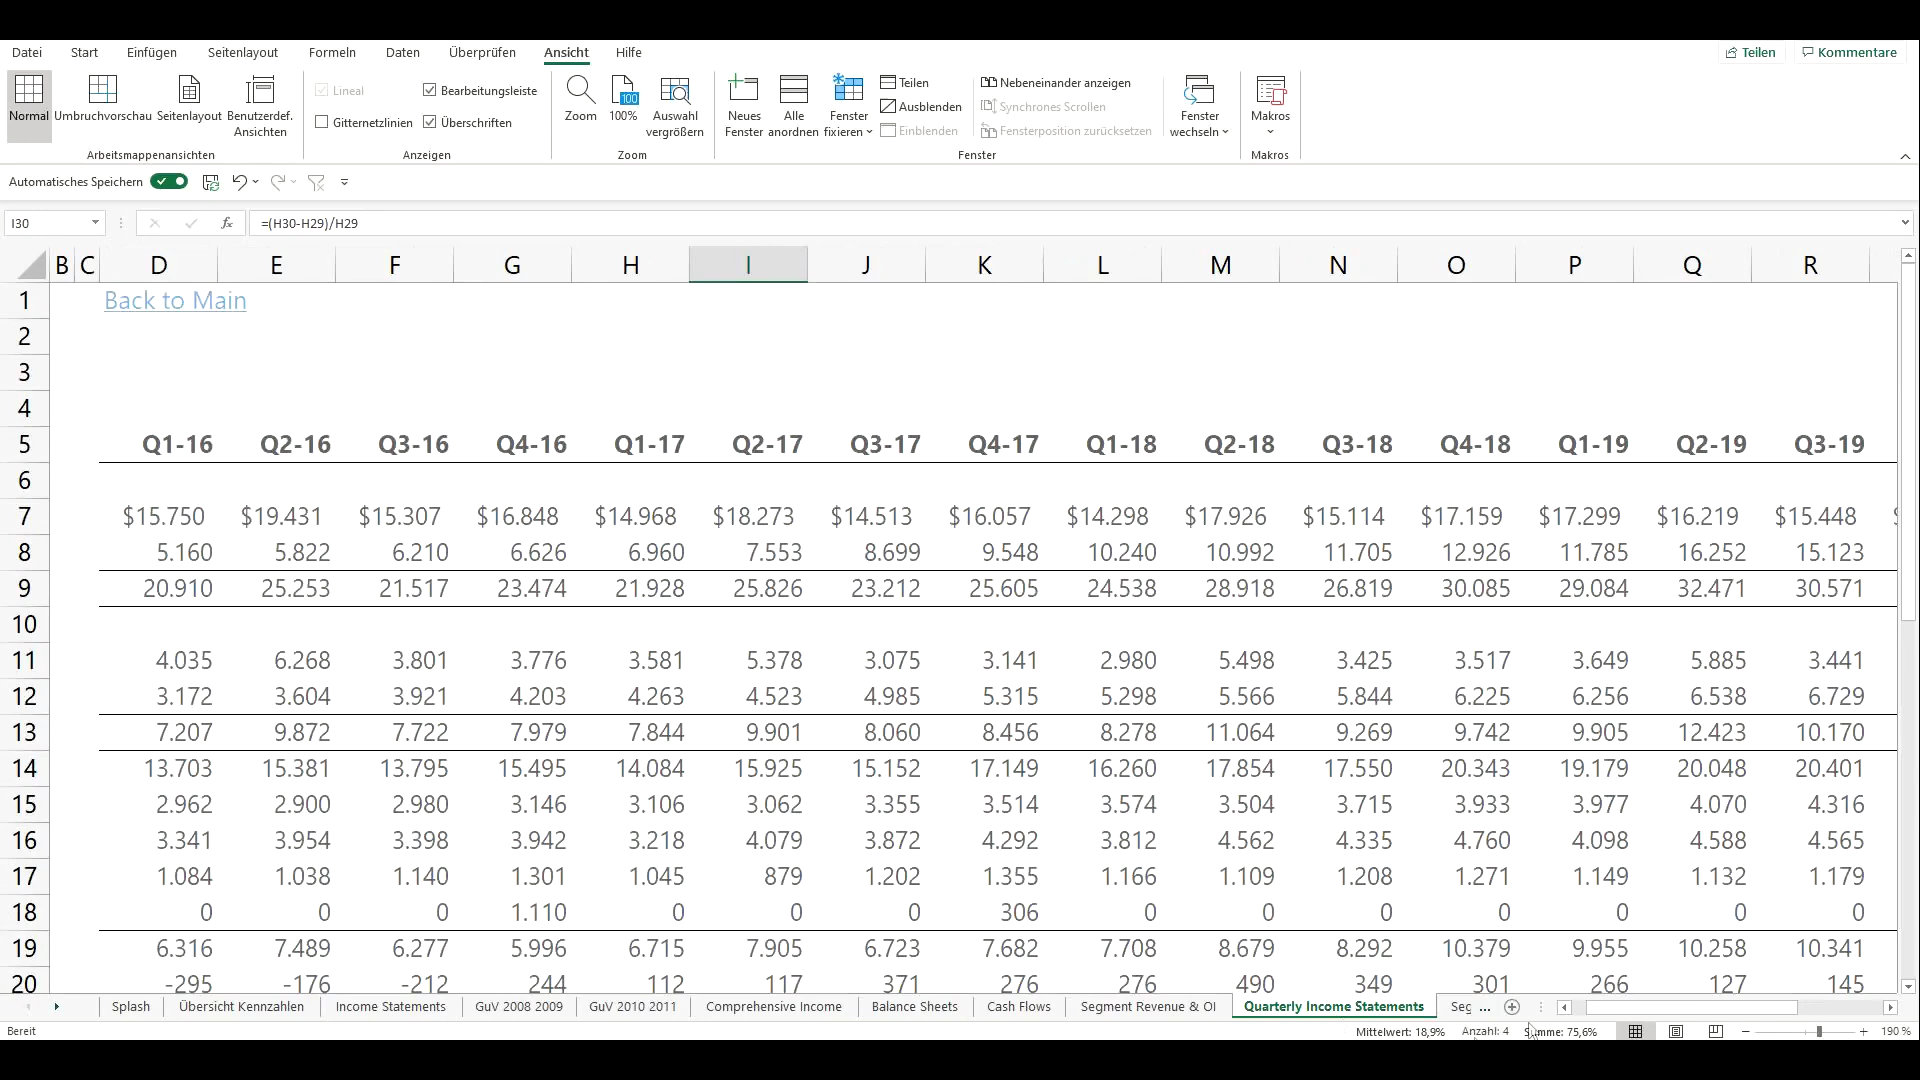 Datei Start Einfügen Seitenlayout Formeln Daten Überprüfen Ansicht Hilfe Teilen Kommentare
Normal Umbruchvorschau Seitenlayout Benutzerdef. Ansichten
Arbeitsmappenansichten
Lineal Bearbeitungsleiste
Gitternetzlinien Überschriften
Anzeigen
Zoom 100% Auswahl vergrößern
100
Zoom
Neues Fenster Alle anordnen Fenster fixieren
Teilen
Ausblenden
Einblenden
Nebeneinander anzeigen
Synchrones Scrollen
Fensterposition zurücksetzen
Fenster wechseln
Fenster
Makros
Makros
Automatisches Speichern
I30 fx =(H30-H29)/H29
B C D E F G H I J K L M N O P Q R
1 Back to Main
2
3
4
5 Q1-16 Q2-16 Q3-16 Q4-16 Q1-17 Q2-17 Q3-17 Q4-17 Q1-18 Q2-18 Q3-18 Q4-18 Q1-19 Q2-19 Q3-19
6
7 $15.750 $19.431 $15.307 $16.848 $14.968 $18.273 $14.513 $16.057 $14.298 $17.926 $15.114 $17.159 $17.299 $16.219 $15.448
8 5.160 5.822 6.210 6.626 6.960 7.553 8.699 9.548 10.240 10.992 11.705 12.926 11.785 16.252 15.123
9 20.910 25.253 21.517 23.474 21.928 25.826 23.212 25.605 24.538 28.918 26.819 30.085 29.084 32.471 30.571
10
11 4.035 6.268 3.801 3.776 3.581 5.378 3.075 3.141 2.980 5.498 3.425 3.517 3.649 5.885 3.441
12 3.172 3.604 3.921 4.203 4.263 4.523 4.985 5.315 5.298 5.566 5.844 6.225 6.256 6.538 6.729
13 7.207 9.872 7.722 7.979 7.844 9.901 8.060 8.456 8.278 11.064 9.269 9.742 9.905 12.423 10.170
14 13.703 15.381 13.795 15.495 14.084 15.925 15.152 17.149 16.260 17.854 17.550 20.343 19.179 20.048 20.401
15 2.962 2.900 2.980 3.146 3.106 3.062 3.355 3.514 3.574 3.504 3.715 3.933 3.977 4.070 4.316
16 3.341 3.954 3.398 3.942 3.218 4.079 3.872 4.292 3.812 4.562 4.335 4.760 4.098 4.588 4.565
17 1.084 1.038 1.140 1.301 1.045 879 1.202 1.355 1.166 1.109 1.208 1.271 1.149 1.132 1.179
18 0 0 0 1.110 0 0 0 306 0 0 0 0 0 0 0
19 6.316 7.489 6.277 5.996 6.715 7.905 6.723 7.682 7.708 8.679 8.292 10.379 9.955 10.258 10.341
20 -295 -176 -212 244 112 117 371 276 276 490 349 301 266 127 145
Splash Übersicht Kennzahlen Income Statements GuV 2008 2009 GuV 2010 2011 Comprehensive Income Balance Sheets Cash Flows Segment Revenue & OI Quarterly Income Statements Seg ...
Bereit Mittelwert: 18,9% Anzahl: 4 Summe: 75,6% 190 %